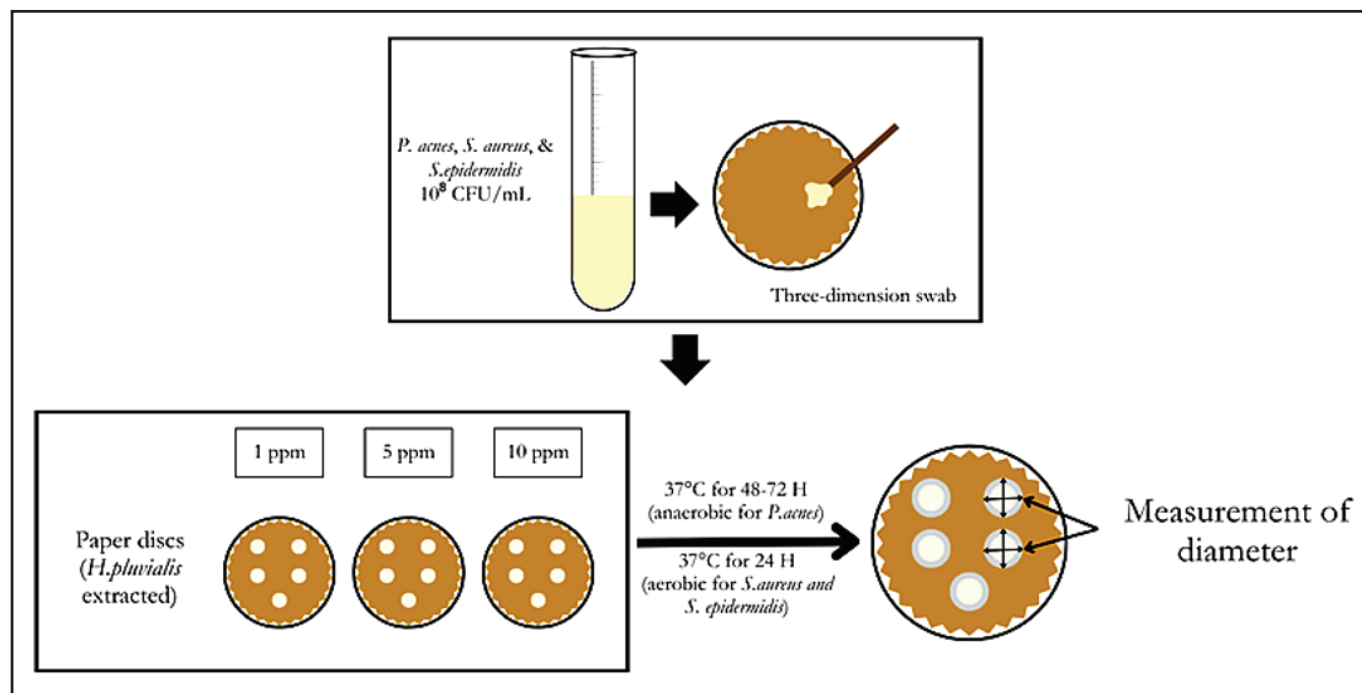 P. acnes, S. aureus, &
S.epidermidis
10⁸ CFU/mL
Three-dimension swab
1 ppm
5 ppm
10 ppm
Paper discs
(H.pluvialis
extracted)
37°C for 48-72 H
(anaerobic for P.acnes)
37°C for 24 H
(aerobic for S.aureus and
S. epidermidis)
Measurement of
diameter